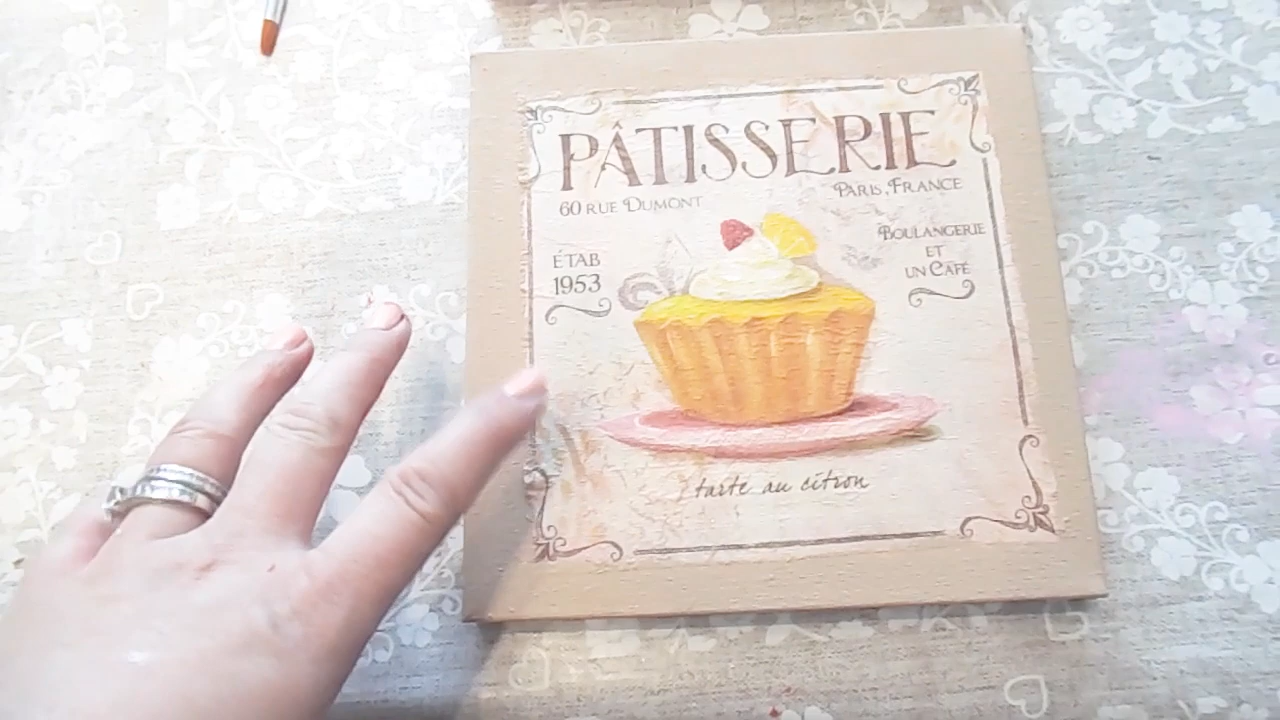 PÂTISSERIE
60 RUE DUMONT
PARIS, FRANCE
ÉTAB
1953
BOULANGERIE
ET
UN CAFÉ
tarte au citron